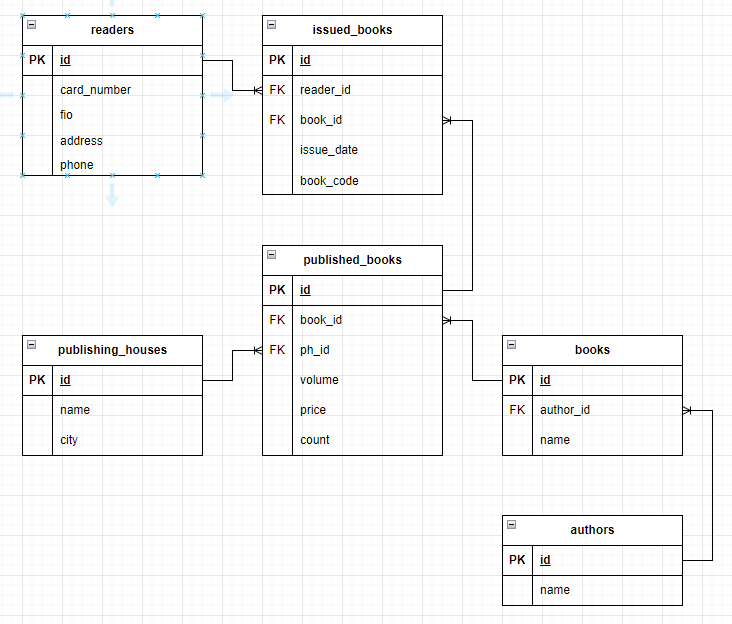 readers
PK id
card_number
fio
address
phone
issued_books
PK id
FK reader_id
FK book_id
issue_date
book_code
published_books
PK id
FK book_id
FK ph_id
volume
price
count
publishing_houses
PK id
name
city
books
PK id
FK author_id
name
authors
PK id
name